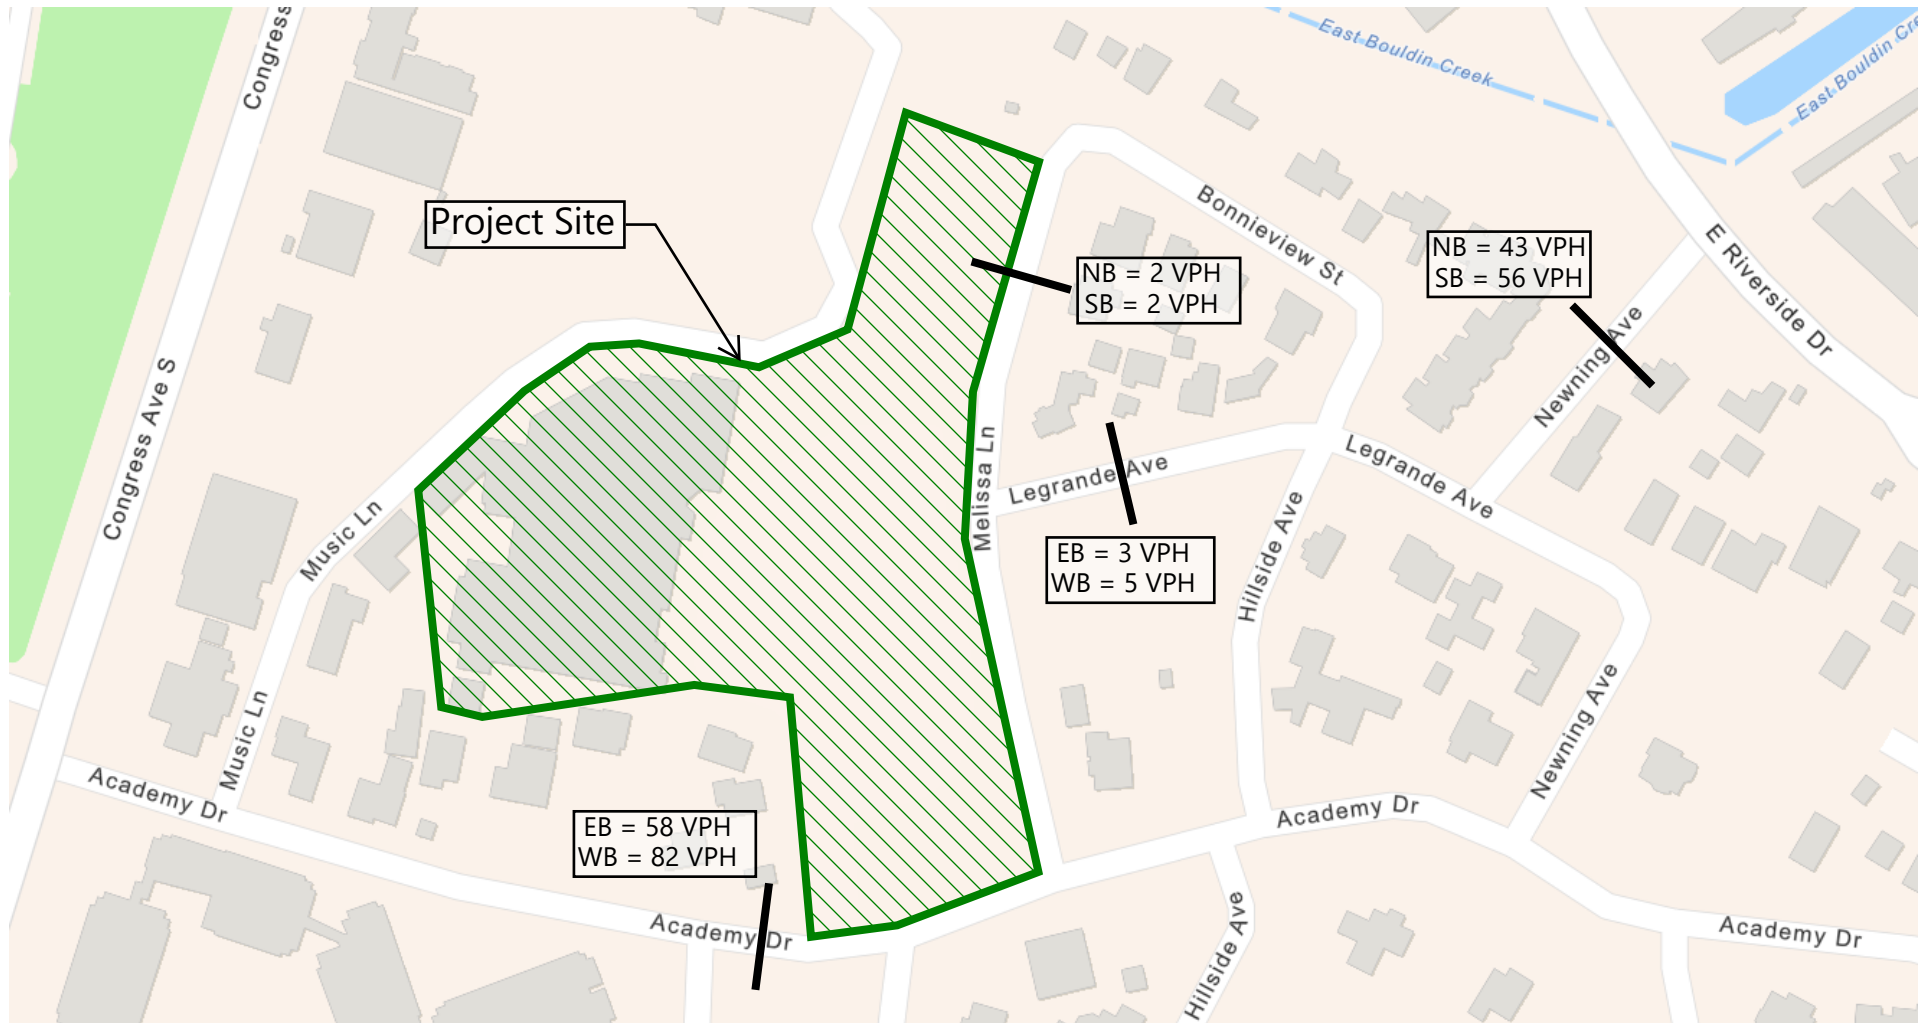 Congress
East Bouldin Creek
East Bouldin Cre
Project Site
Bonnieview St
E Riverside Dr
NB = 43 VPH
SB = 56 VPH
NB = 2 VPH
SB = 2 VPH
Newning Ave
Congress Ave S
Melissa Ln
Legrande Ave
Legrande Ave
Music Ln
Hillside Ave
EB = 3 VPH
WB = 5 VPH
Music Ln
Newning Ave
Academy Dr
Academy Dr
EB = 58 VPH
WB = 82 VPH
Academy Dr
Hillside Ave
Academy Dr